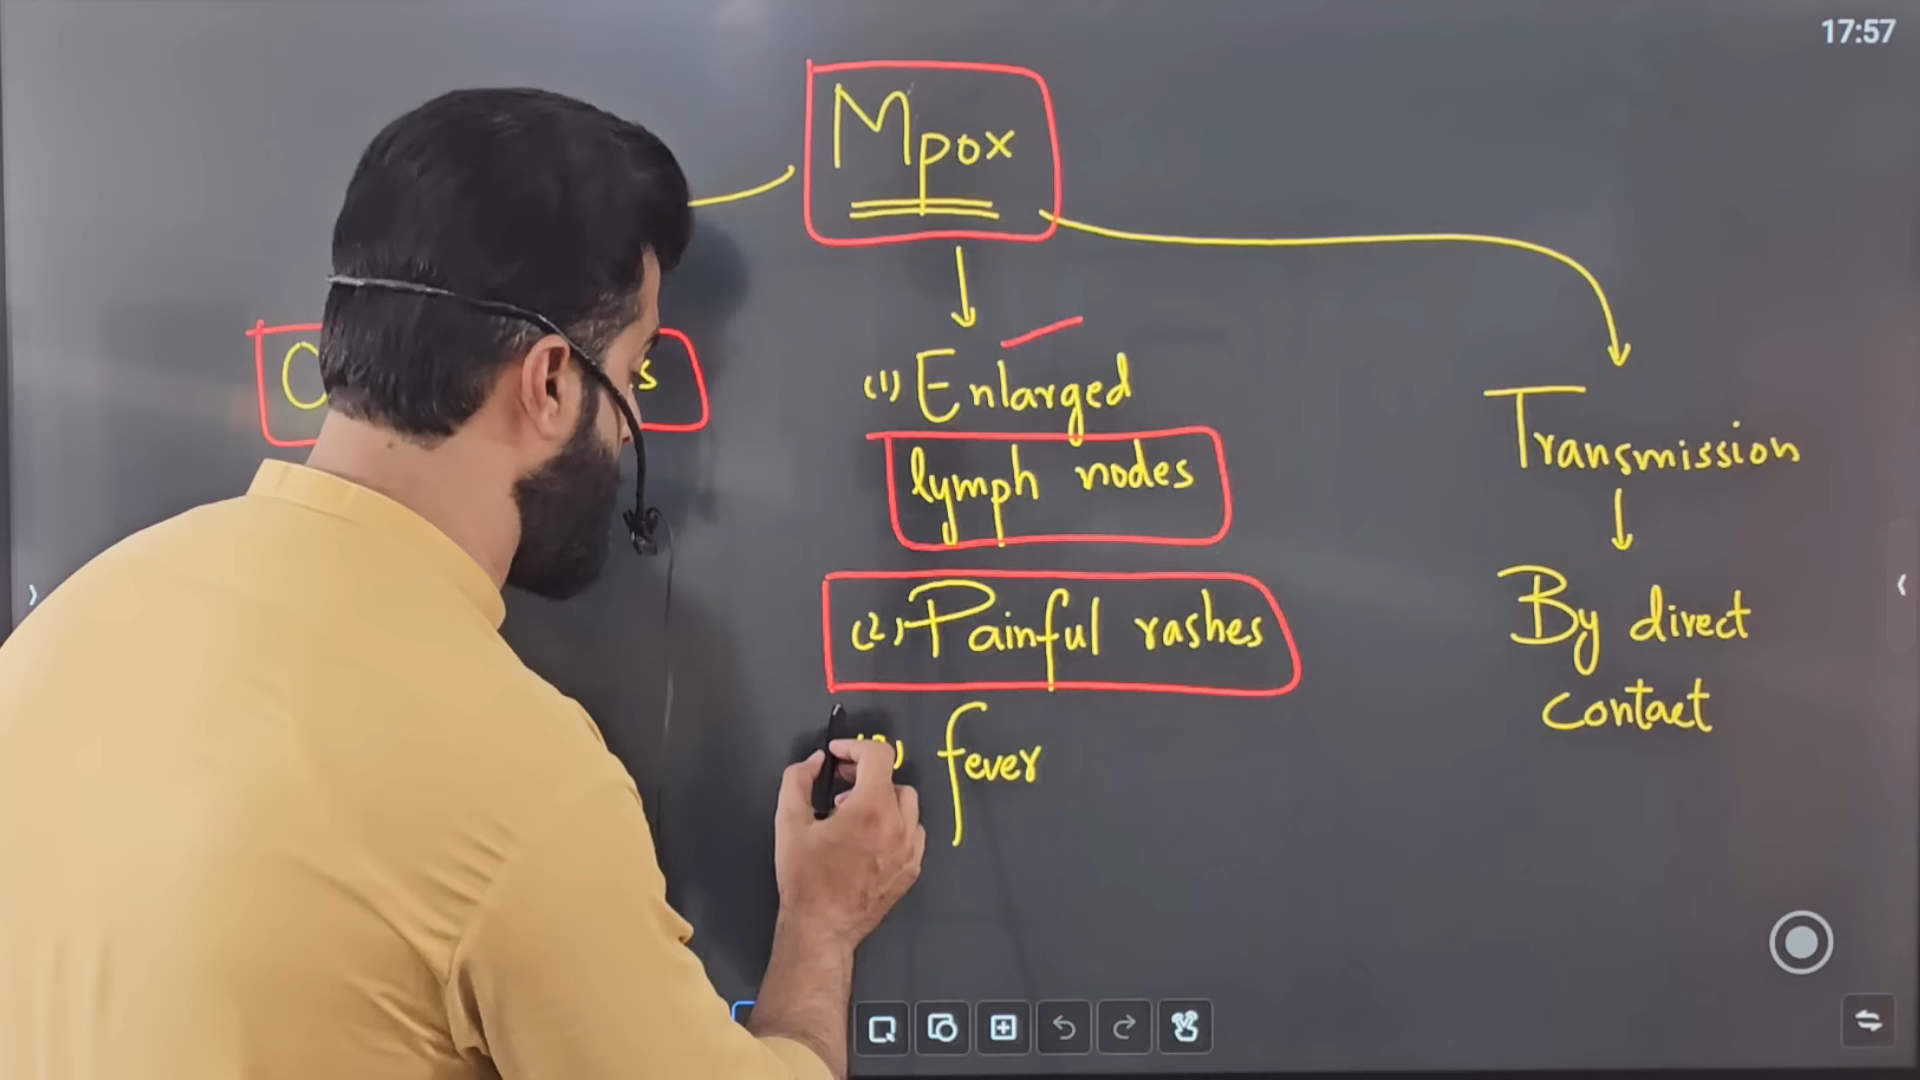 17:57
Mpox
(1) Enlarged
lymph nodes
(2) Painful rashes
fever
Transmission
By direct
contact